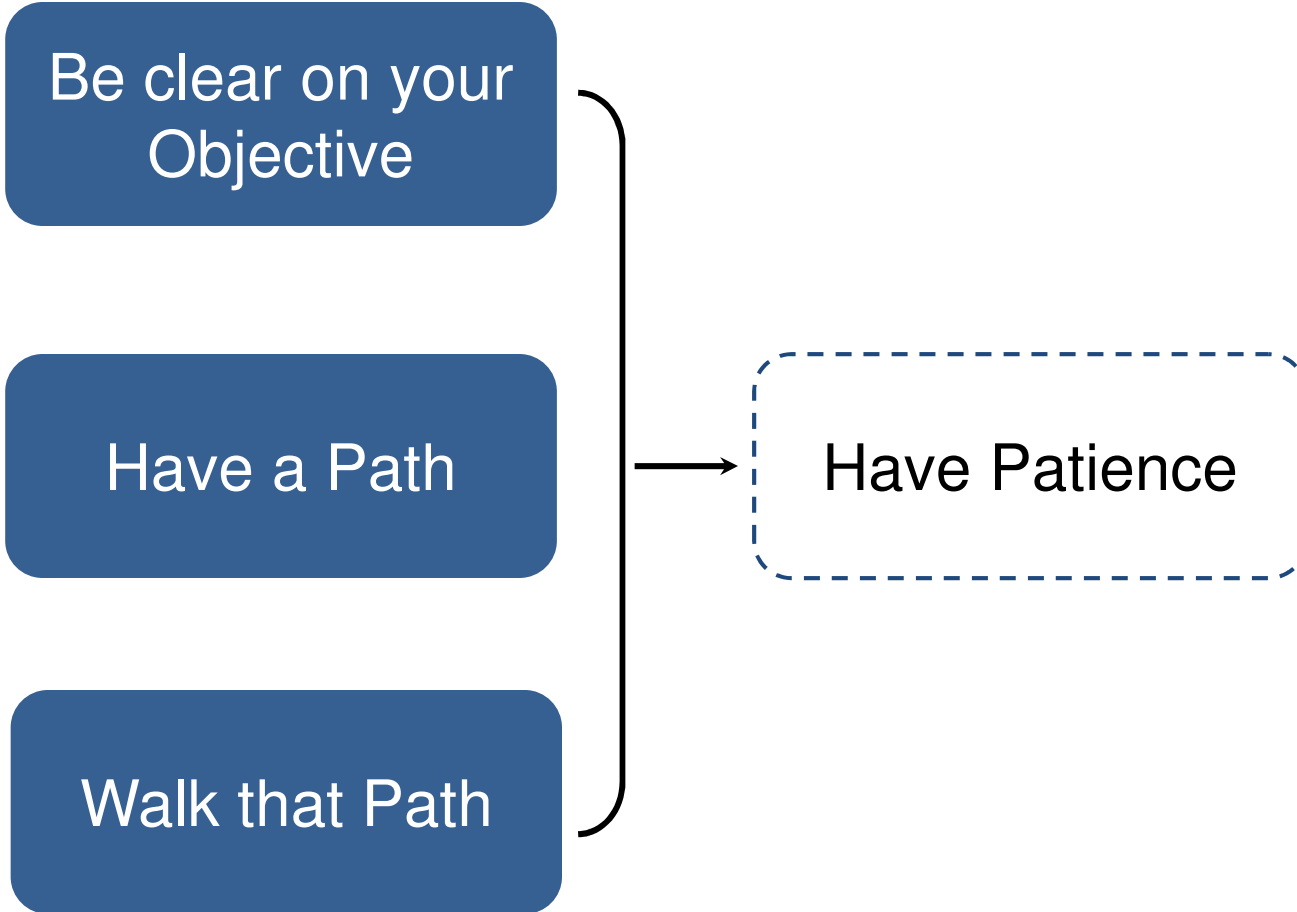 Be clear on your
Objective
Have a Path
Have Patience
Walk that Path